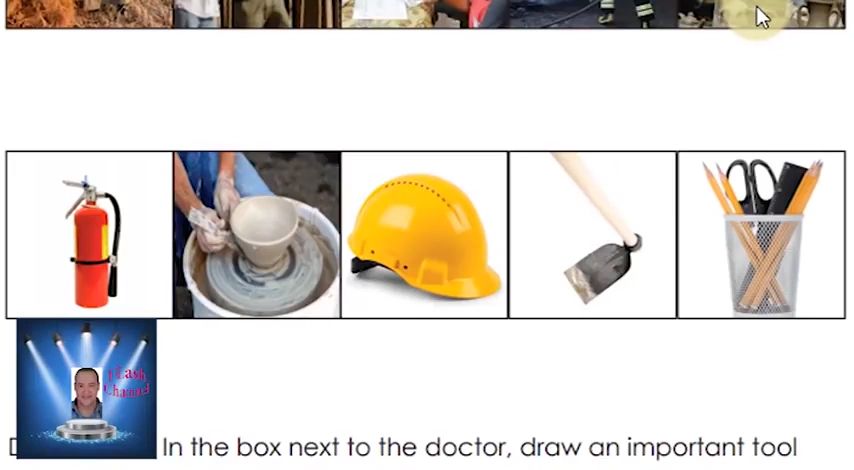 Flash
Channel
In the box next to the doctor, draw an important tool